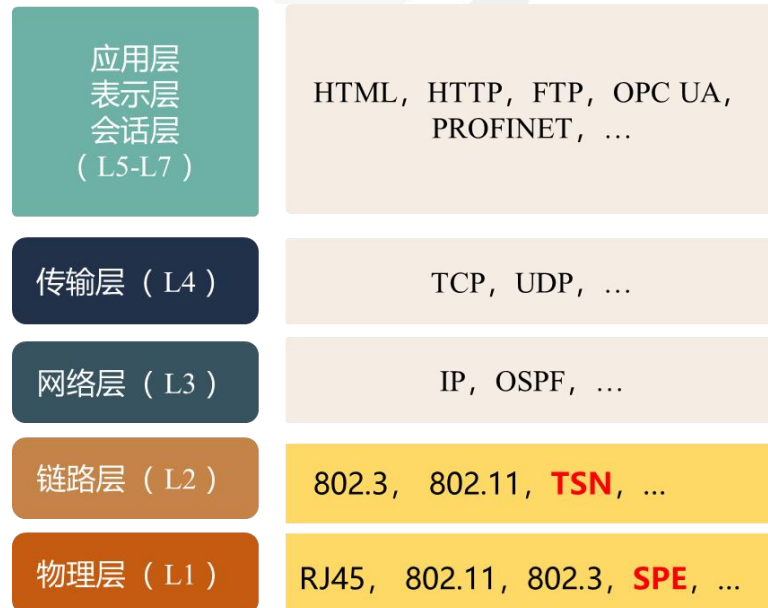 应用层
表示层
会话层
（L5-L7）
HTML，HTTP，FTP，OPC UA，
PROFINET，…
传输层（L4）
TCP，UDP，…
网络层（L3）
IP，OSPF，…
链路层（L2）
802.3， 802.11，TSN，…
物理层（L1）
RJ45， 802.11，802.3，SPE，…